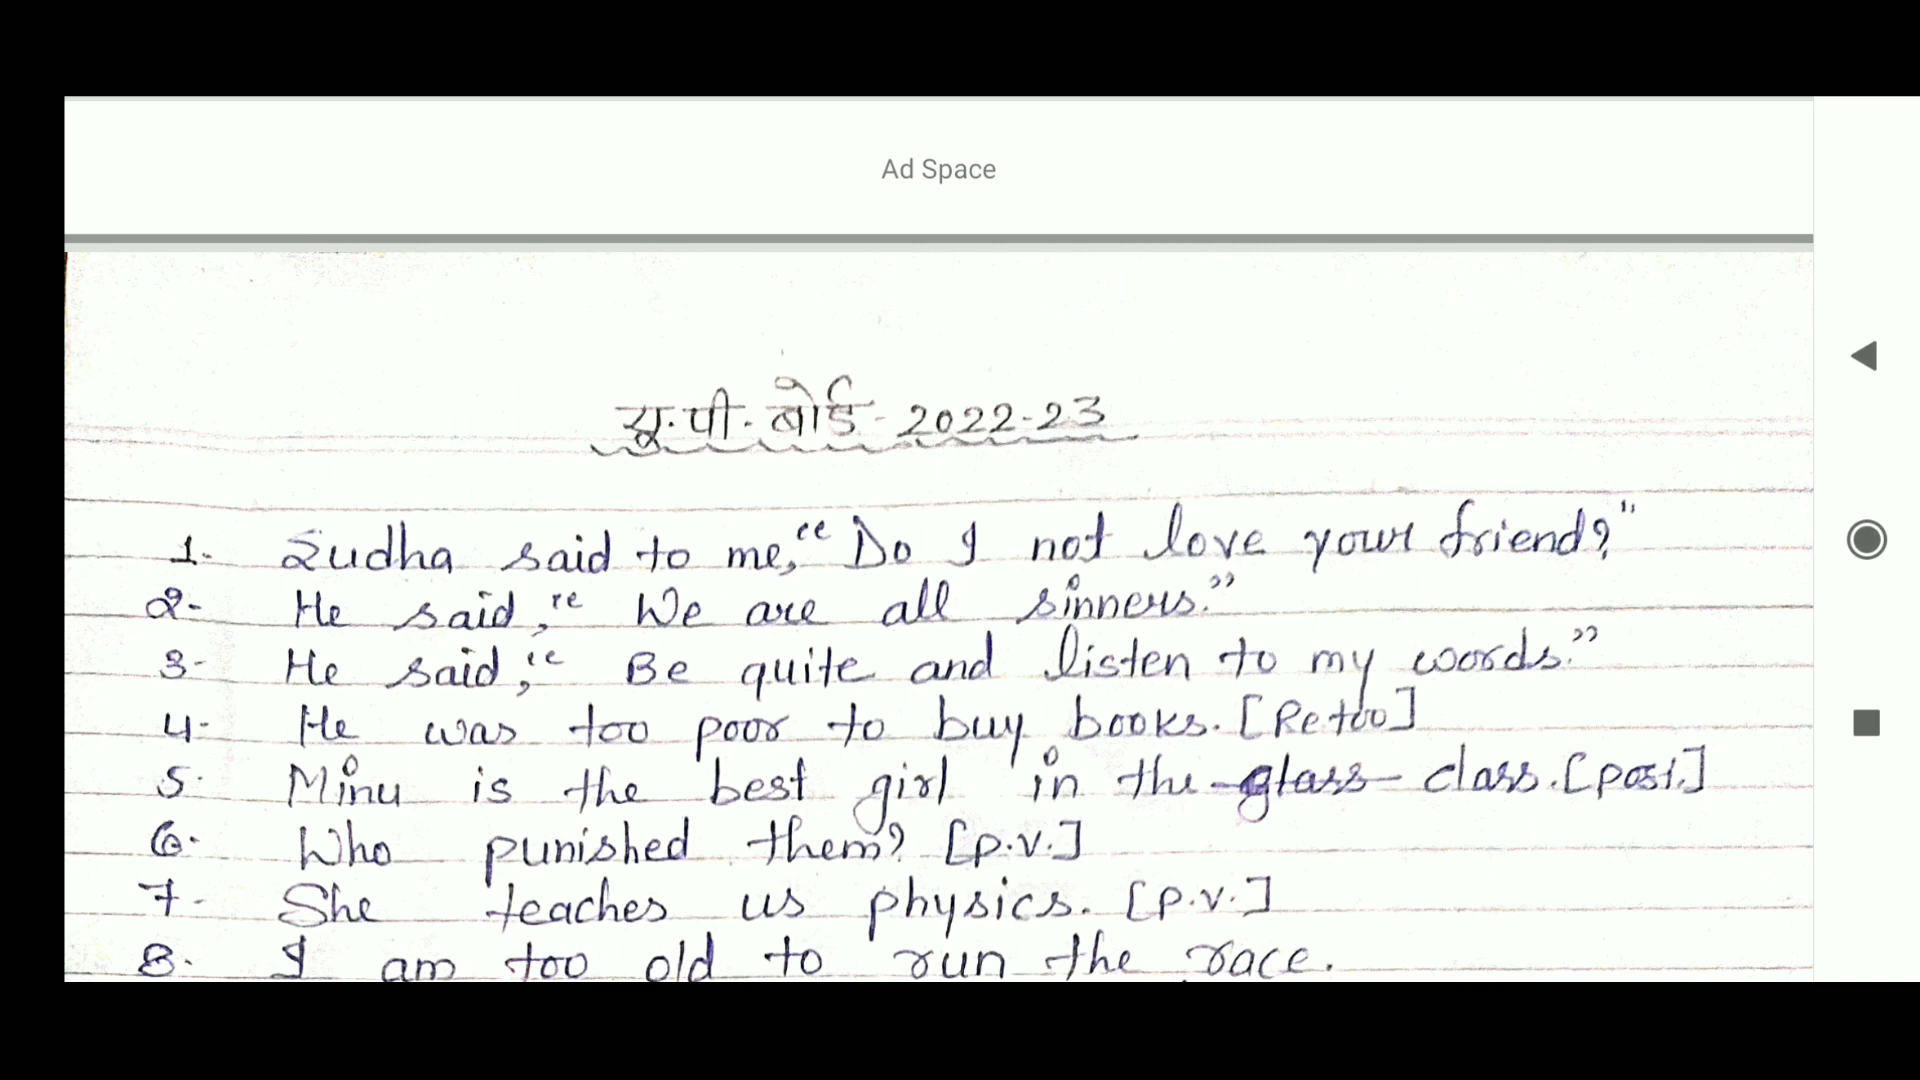 Ad Space
यू.पी. बोर्ड - 2022-23
1. Sudha said to me, "Do I not love your friend?"
2- He said, "We are all sinners."
3- He said, "Be quite and listen to my words."
4- He was too poor to buy books. [Re too]
5. Minu is the best girl in the glass class. [post.]
6. Who punished them? [p.v.]
7. She teaches us physics. [p.v.]
8. I am too old to run the race.